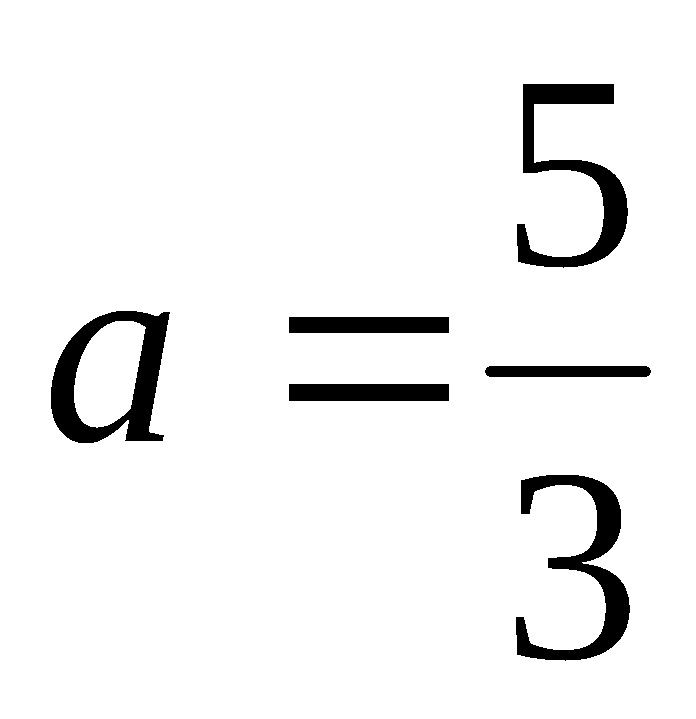 a = 5/3